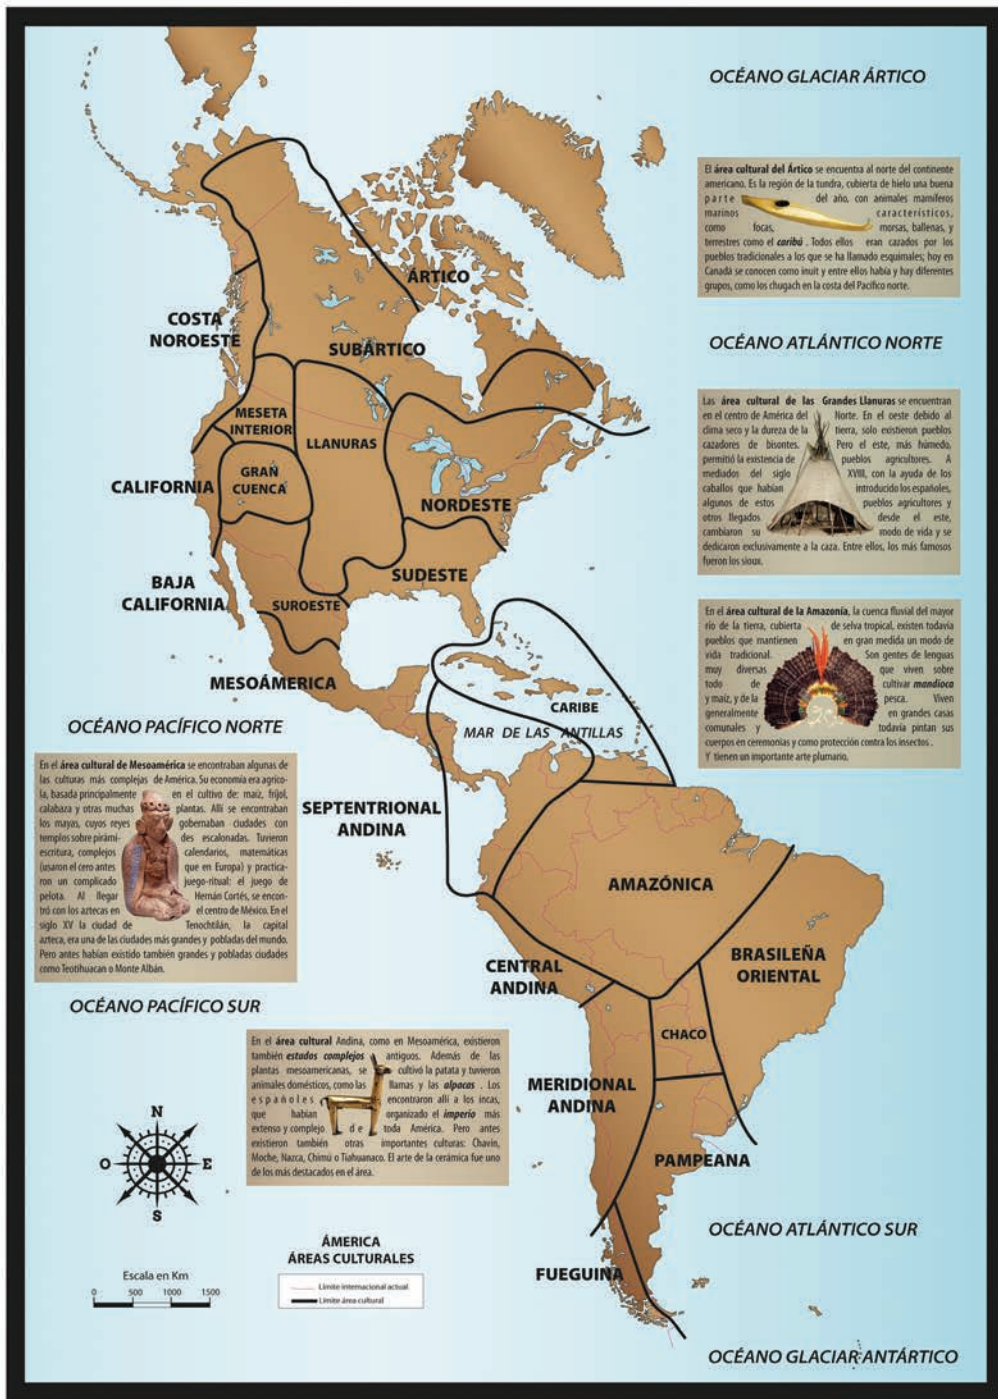 OCÉANO GLACIAR ÁRTICO
El área cultural del Ártico se encuentra al norte del continente
americano. Es la región de la tundra, cubierta de hielo una buena
parte del año, con animales mamíferos
marinos característicos,
como focas, morsas, ballenas, y
terrestres como el caribú . Todos ellos eran cazados por los
pueblos tradicionales a los que se ha llamado esquimales; hoy en
Canadá se conocen como inuit y entre ellos había y hay diferentes
grupos, como los chugach en la costa del Pacífico norte.
ÁRTICO
COSTA
NOROESTE
SUBÁRTICO
OCÉANO ATLÁNTICO NORTE
Las área cultural de las Grandes Llanuras se encuentran
en el centro de América del Norte. En el oeste debido al
clima seco y la dureza de la tierra, solo existieron pueblos
cazadores de bisontes. Pero el este, más húmedo,
permitió la existencia de pueblos agricultores. A
mediados del siglo XVIII, con la ayuda de los
caballos que habían introducido los españoles,
algunos de estos pueblos agricultores y
otros llegados desde el este,
cambiaron su modo de vida y se
dedicaron exclusivamente a la caza. Entre ellos, los más famosos
fueron los sioux.
MESETA
INTERIOR
LLANURAS
GRAN
CUENCA
CALIFORNIA
NORDESTE
BAJA
CALIFORNIA
SUDESTE
SUROESTE
En el área cultural de la Amazonía, la cuenca fluvial del mayor
río de la tierra, cubierta de selva tropical, existen todavía
pueblos que mantienen en gran medida un modo de
vida tradicional. Son gentes de lenguas
muy diversas que viven sobre
todo de cultivar mandioca
y maíz, y de la pesca. Viven
generalmente en grandes casas
comunales y todavía pintan sus
cuerpos en ceremonias y como protección contra los insectos .
Y tienen un importante arte plumario.
MESOÁMERICA
CARIBE
MAR DE LAS ANTILLAS
OCÉANO PACÍFICO NORTE
En el área cultural de Mesoamérica se encontraban algunas de
las culturas más complejas de América. Su economía era agríco-
la, basada principalmente en el cultivo de: maíz, fríjol,
calabaza y otras muchas plantas. Allí se encontraban
los mayas, cuyos reyes gobernaban ciudades con
templos sobre pirámi- des escalonadas. Tuvieron
escritura, complejos calendarios, matemáticas
(usaron el cero antes que en Europa) y practica-
ron un complicado juego-ritual: el juego de
pelota. Al llegar Hernán Cortés, se encon-
tró con los aztecas en el centro de México. En el
siglo XV la ciudad de Tenochtilán, la capital
azteca, era una de las ciudades más grandes y pobladas del mundo.
Pero antes habían existido también grandes y pobladas ciudades
como Teotihuacan o Monte Albán.
SEPTENTRIONAL
ANDINA
AMAZÓNICA
BRASILEÑA
ORIENTAL
CENTRAL
ANDINA
OCÉANO PACÍFICO SUR
CHACO
En el área cultural Andina, como en Mesoamérica, existieron
también estados complejos antiguos. Además de las
plantas mesoamericanas, se cultivó la patata y tuvieron
animales domésticos, como las llamas y las alpacas . Los
españoles encontraron allí a los incas,
que habían organizado el imperio más
extenso y complejo de toda América. Pero antes
existieron también otras importantes culturas: Chavín,
Moche, Nazca, Chimú o Tiahuanaco. El arte de la cerámica fue uno
de los más destacados en el área.
MERIDIONAL
ANDINA
PAMPEANA
N
O E
S
OCÉANO ATLÁNTICO SUR
FUEGUINA
ÁMERICA
ÁREAS CULTURALES
Límite internacional actual
Límite área cultural
Escala en Km
0 500 1000 1500
OCÉANO GLACIAR ANTÁRTICO